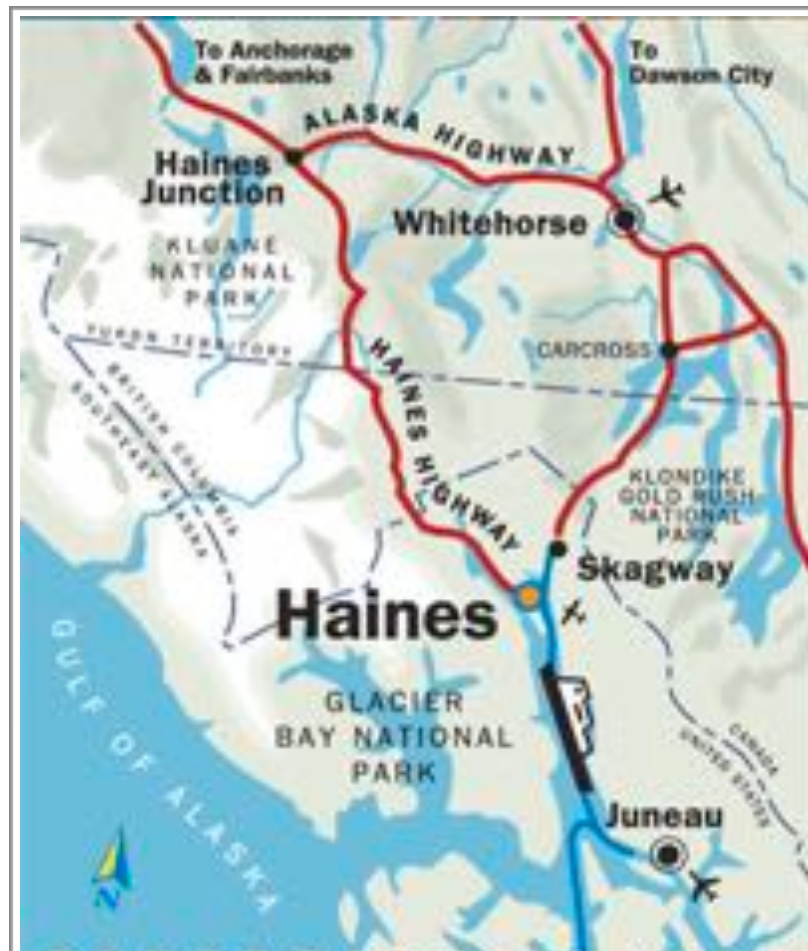 To Anchorage
& Fairbanks
To
Dawson City
ALASKA HIGHWAY
Haines
Junction
Whitehorse
KLUANE
NATIONAL
PARK
YUKON TERRITORY
CARCROSS
HAINES HIGHWAY
BRITISH COLUMBIA
SOUTHEAST ALASKA
KLONDIKE
GOLD RUSH
NATIONAL
PARK
Skagway
Haines
GLACIER
BAY NATIONAL
PARK
GULF OF ALASKA
CANADA
UNITED STATES
Juneau
N